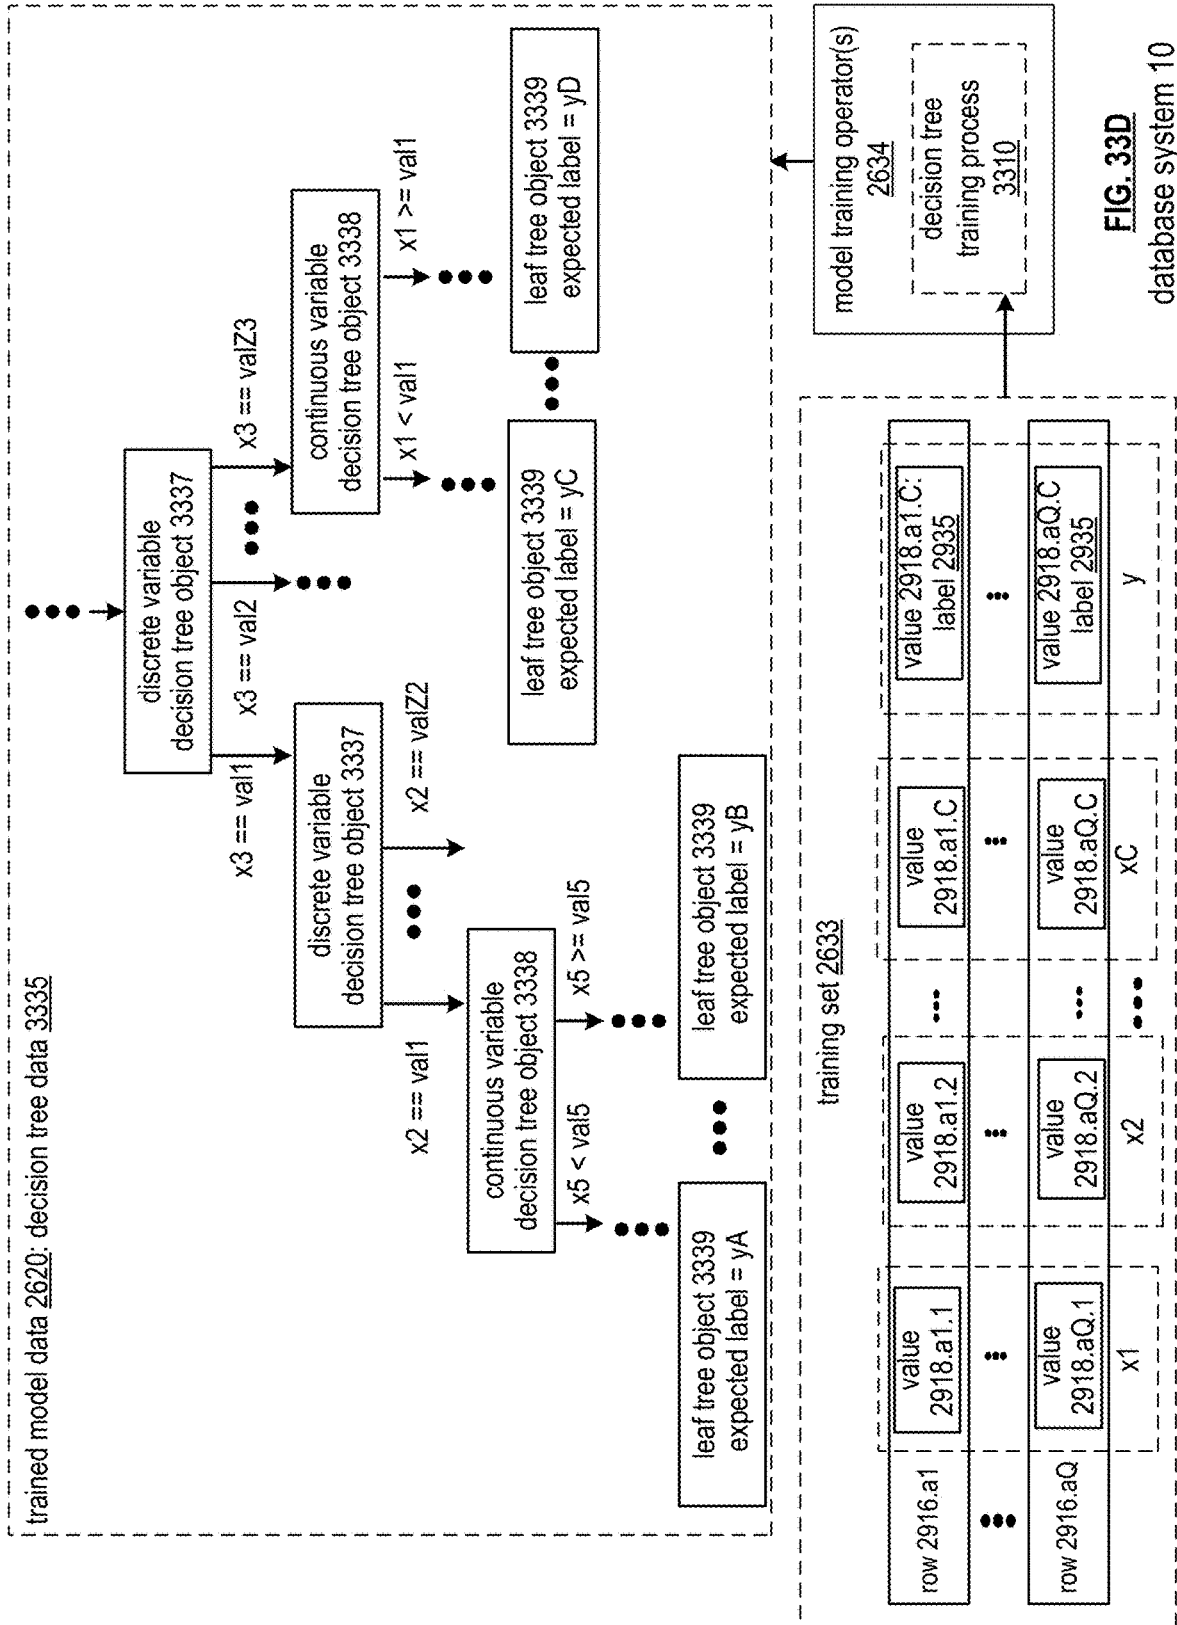 trained model data 2620: decision tree data 3335
discrete variable
decision tree object 3337
x3 == val1
x3 == val2
x3 == valZ3
discrete variable
decision tree object 3337
continuous variable
decision tree object 3338
x2 == val1
x2 == valZ2
x1 < val1
x1 >= val1
continuous variable
decision tree object 3338
leaf tree object 3339
expected label = yC
leaf tree object 3339
expected label = yD
x5 < val5
x5 >= val5
leaf tree object 3339
expected label = yA
leaf tree object 3339
expected label = yB
training set 2633
row 2916.a1
value
2918.a1.1
value
2918.a1.2
value
2918.a1.C
value 2918.a1.C:
label 2935
row 2916.aQ
value
2918.aQ.1
value
2918.aQ.2
value
2918.aQ.C
value 2918.aQ.C
label 2935
x1
x2
xC
y
model training operator(s)
2634
decision tree
training process
3310
FIG. 33D
database system 10